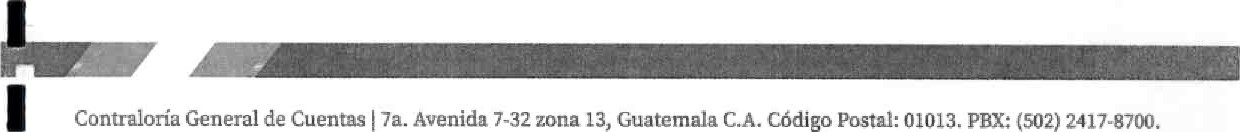 Contraloría General de Cuentas | 7a. Avenida 7-32 zona 13, Guatemala C.A. Código Postal: 01013. PBX: (502) 2417-8700.